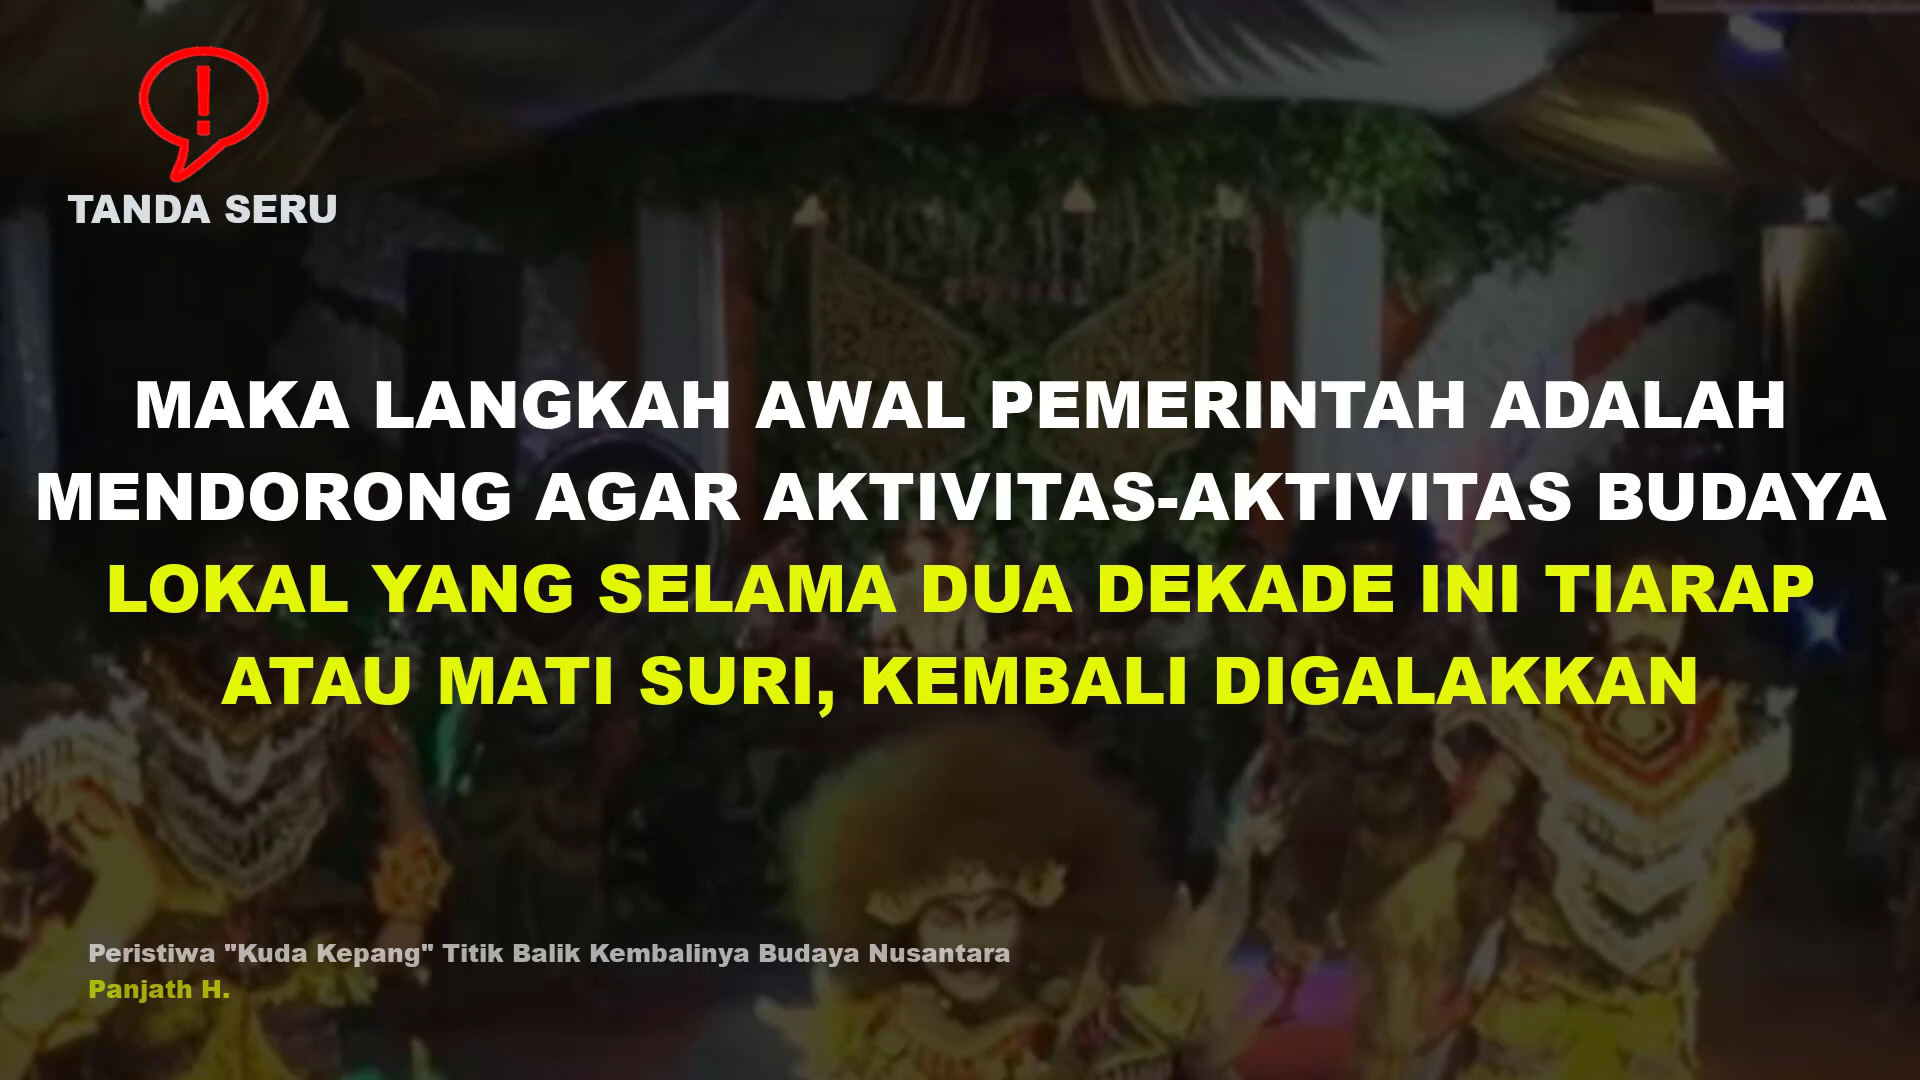 !
TANDA SERU
MAKA LANGKAH AWAL PEMERINTAH ADALAH
MENDORONG AGAR AKTIVITAS-AKTIVITAS BUDAYA
LOKAL YANG SELAMA DUA DEKADE INI TIARAP
ATAU MATI SURI, KEMBALI DIGALAKKAN
Peristiwa "Kuda Kepang" Titik Balik Kembalinya Budaya Nusantara
Panjath H.